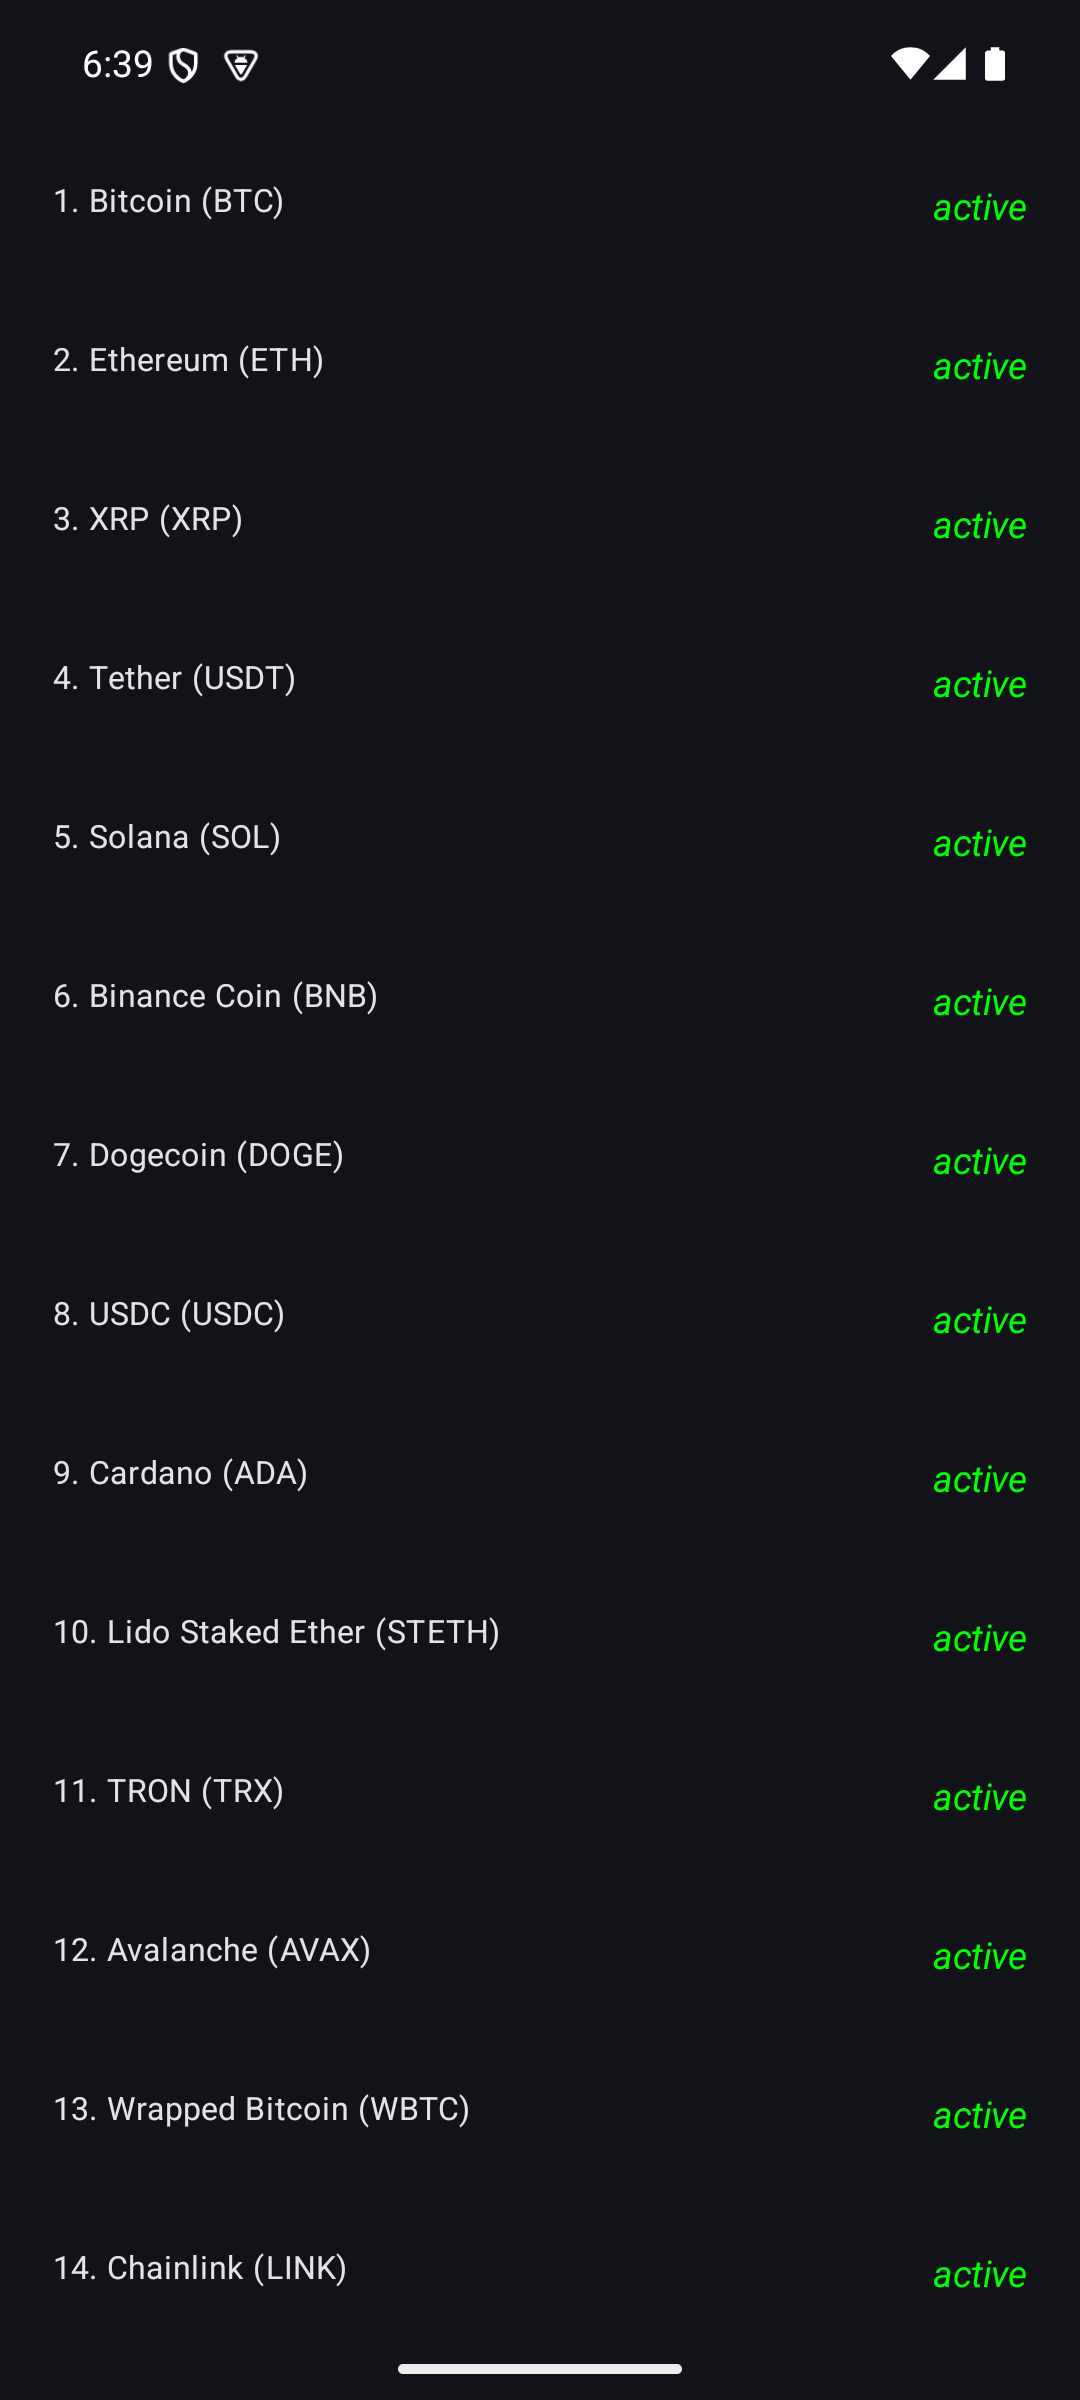 6:39
1. Bitcoin (BTC) active
2. Ethereum (ETH) active
3. XRP (XRP) active
4. Tether (USDT) active
5. Solana (SOL) active
6. Binance Coin (BNB) active
7. Dogecoin (DOGE) active
8. USDC (USDC) active
9. Cardano (ADA) active
10. Lido Staked Ether (STETH) active
11. TRON (TRX) active
12. Avalanche (AVAX) active
13. Wrapped Bitcoin (WBTC) active
14. Chainlink (LINK) active